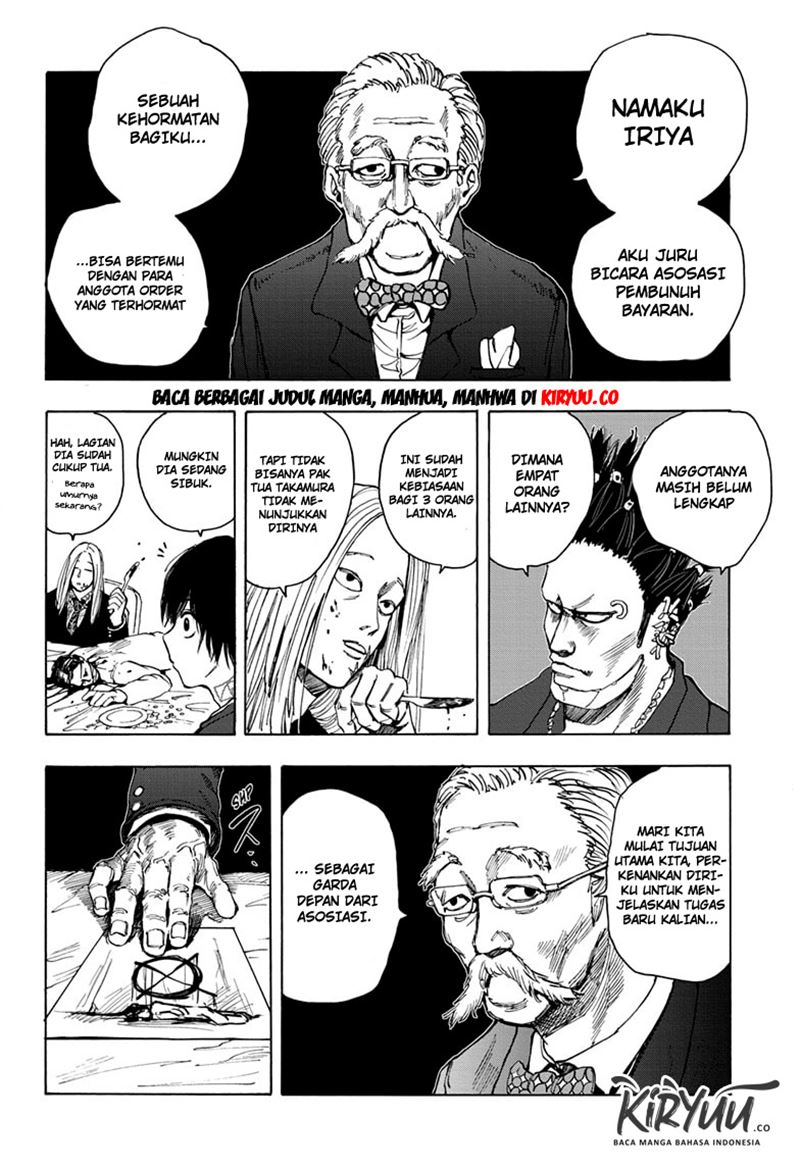 NAMAKU
IRIYA
AKU JURU
BICARA ASOSASI
PEMBUNUH
BAYARAN.
SEBUAH
KEHORMATAN
BAGIKU...
...BISA BERTEMU
DENGAN PARA
ANGGOTA ORDER
YANG TERHORMAT
BACA BERBAGAI JUDUL MANGA, MANHUA, MANHWA DI KIRYUU.CO
ANGGOTANYA
MASIH BELUM
LENGKAP
DIMANA
EMPAT
ORANG
LAINNYA?
INI SUDAH
MENJADI
KEBIASAAN
BAGI 3 ORANG
LAINNYA.
TAPI TIDAK
BISANYA PAK
TUA TAKAMURA
TIDAK ME-
NUNJUKKAN
DIRINYA
MUNGKIN
DIA SEDANG
SIBUK.
HAH, LAGIAN
DIA SUDAH
CUKUP TUA.
Berapa
umurnya
sekarang?
MARI KITA
MULAI TUJUAN
UTAMA KITA, PER-
KENANKAN DIRI-
KU UNTUK MEN-
JELASKAN TUGAS
BARU KALIAN...
... SEBAGAI
GARDA
DEPAN DARI
ASOSIASI.
SHP
ス
KIRYUU.CO
BACA MANGA BAHASA INDONESIA